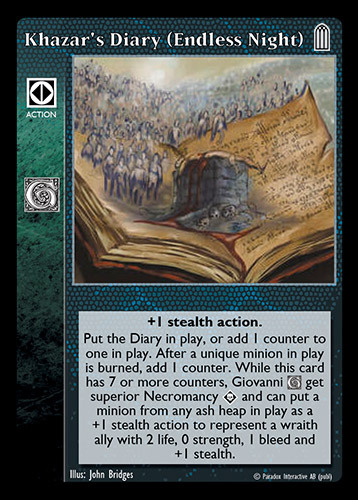 Khazar's Diary (Endless Night)
ACTION
+1 stealth action.
Put the Diary in play, or add 1 counter to
one in play. After a unique minion in play
is burned, add 1 counter. While this card
has 7 or more counters, Giovanni get
superior Necromancy and can put a
minion from any ash heap in play as a
+1 stealth action to represent a wraith
ally with 2 life, 0 strength, 1 bleed and
+1 stealth.
Illus: John Bridges
© Paradox Interactive AB (publ)